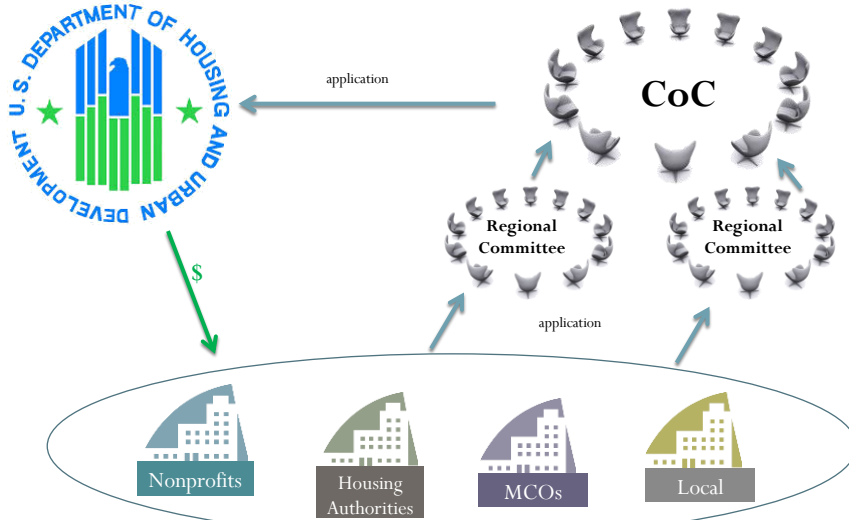 U. S. DEPARTMENT OF HOUSING AND URBAN DEVELOPMENT
application
CoC
Regional
Committee
Regional
Committee
$
application
Nonprofits
Housing
Authorities
MCOs
Local